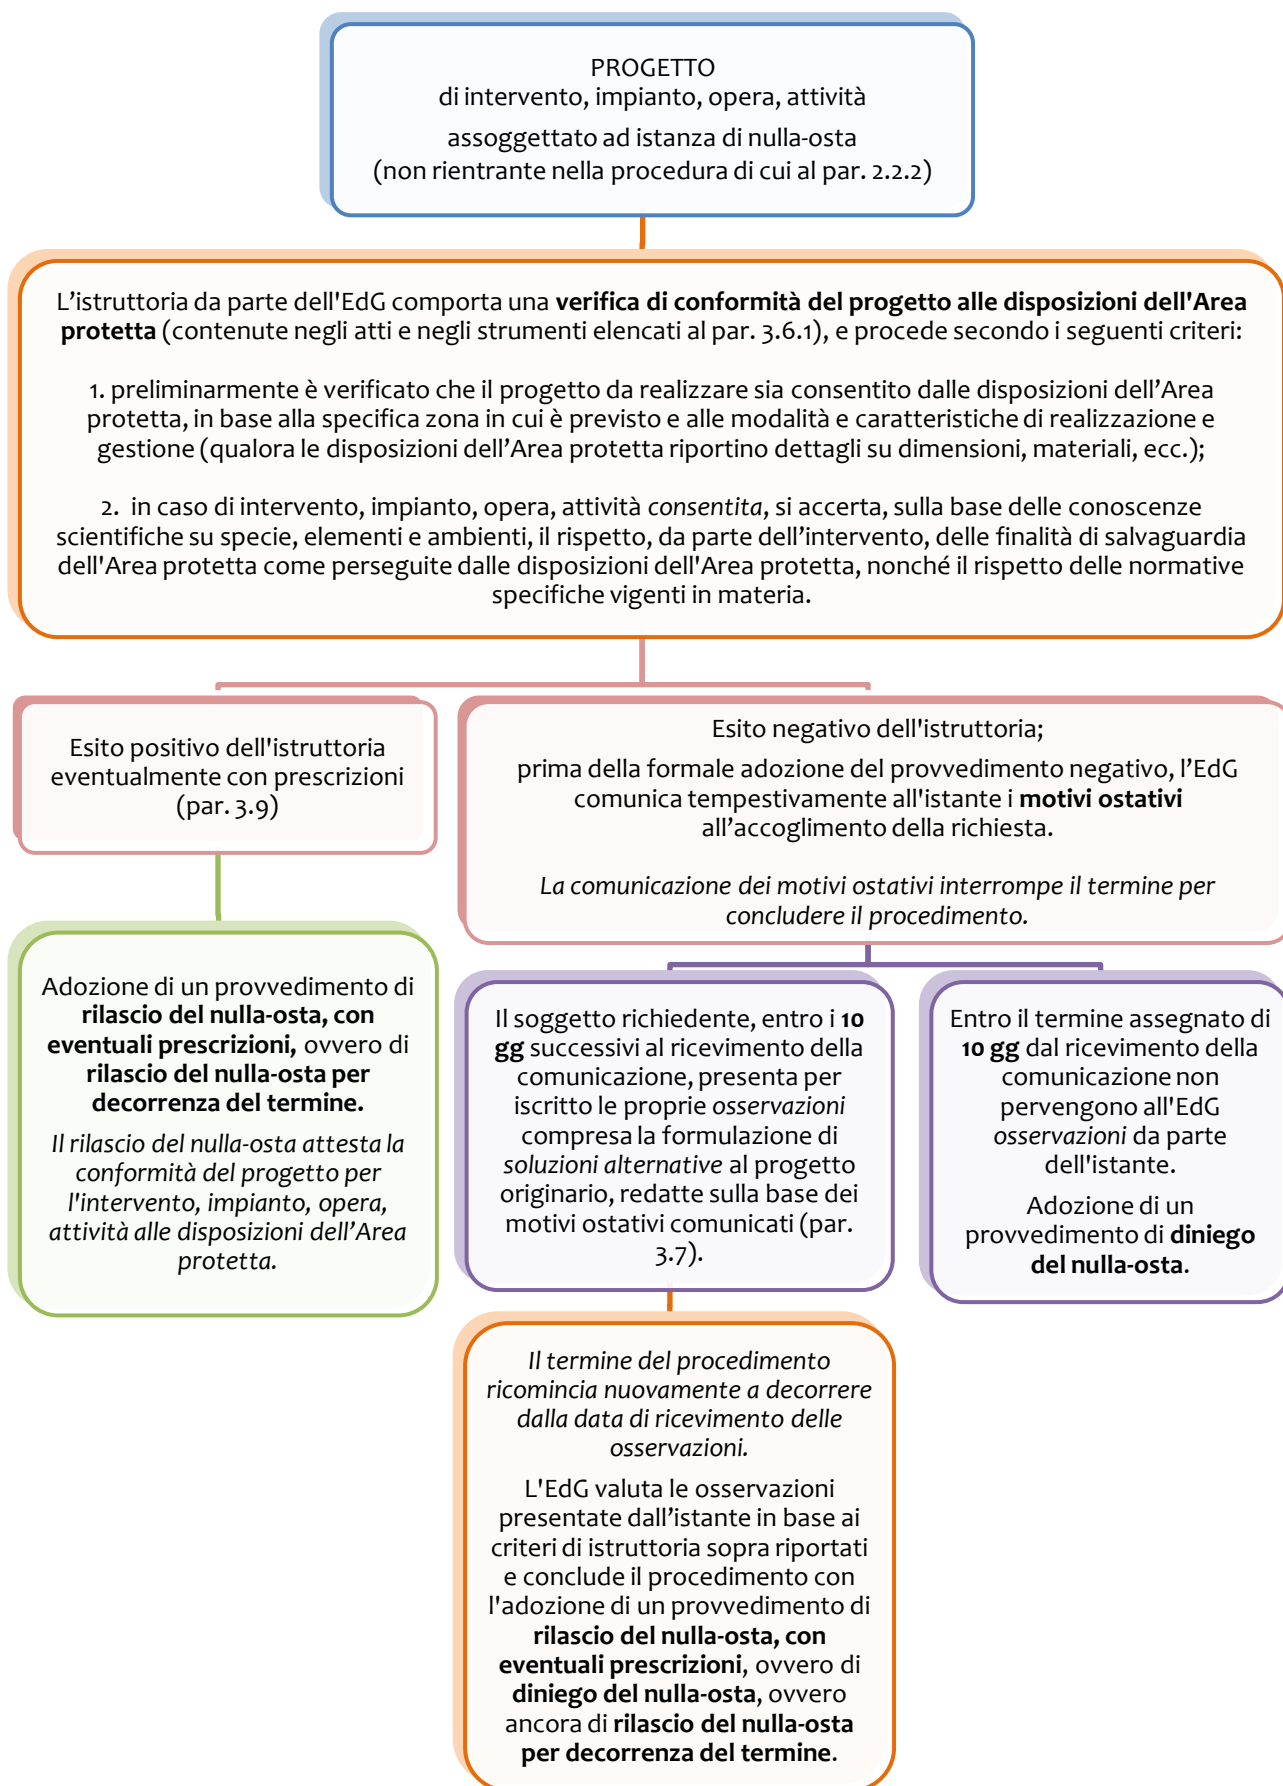 PROGETTO
di intervento, impianto, opera, attività
assoggettato ad istanza di nulla-osta
(non rientrante nella procedura di cui al par. 2.2.2)
L’istruttoria da parte dell'EdG comporta una verifica di conformità del progetto alle disposizioni dell'Area
protetta (contenute negli atti e negli strumenti elencati al par. 3.6.1), e procede secondo i seguenti criteri:
1. preliminarmente è verificato che il progetto da realizzare sia consentito dalle disposizioni dell’Area
protetta, in base alla specifica zona in cui è previsto e alle modalità e caratteristiche di realizzazione e
gestione (qualora le disposizioni dell’Area protetta riportino dettagli su dimensioni, materiali, ecc.);
2. in caso di intervento, impianto, opera, attività consentita, si accerta, sulla base delle conoscenze
scientifiche su specie, elementi e ambienti, il rispetto, da parte dell’intervento, delle finalità di salvaguardia
dell'Area protetta come perseguite dalle disposizioni dell'Area protetta, nonché il rispetto delle normative
specifiche vigenti in materia.
Esito positivo dell'istruttoria
eventualmente con prescrizioni
(par. 3.9)
Esito negativo dell'istruttoria;
prima della formale adozione del provvedimento negativo, l’EdG
comunica tempestivamente all'istante i motivi ostativi
all’accoglimento della richiesta.
La comunicazione dei motivi ostativi interrompe il termine per
concludere il procedimento.
Adozione di un provvedimento di
rilascio del nulla-osta, con
eventuali prescrizioni, ovvero di
rilascio del nulla-osta per
decorrenza del termine.
Il rilascio del nulla-osta attesta la
conformità del progetto per
l'intervento, impianto, opera,
attività alle disposizioni dell’Area
protetta.
Il soggetto richiedente, entro i 10
gg successivi al ricevimento della
comunicazione, presenta per
iscritto le proprie osservazioni
compresa la formulazione di
soluzioni alternative al progetto
originario, redatte sulla base dei
motivi ostativi comunicati (par.
3.7).
Entro il termine assegnato di
10 gg dal ricevimento della
comunicazione non
pervengono all'EdG
osservazioni da parte
dell'istante.
Adozione di un
provvedimento di diniego
del nulla-osta.
Il termine del procedimento
ricomincia nuovamente a decorrere
dalla data di ricevimento delle
osservazioni.
L'EdG valuta le osservazioni
presentate dall’istante in base ai
criteri di istruttoria sopra riportati
e conclude il procedimento con
l'adozione di un provvedimento di
rilascio del nulla-osta, con
eventuali prescrizioni, ovvero di
diniego del nulla-osta, ovvero
ancora di rilascio del nulla-osta
per decorrenza del termine.